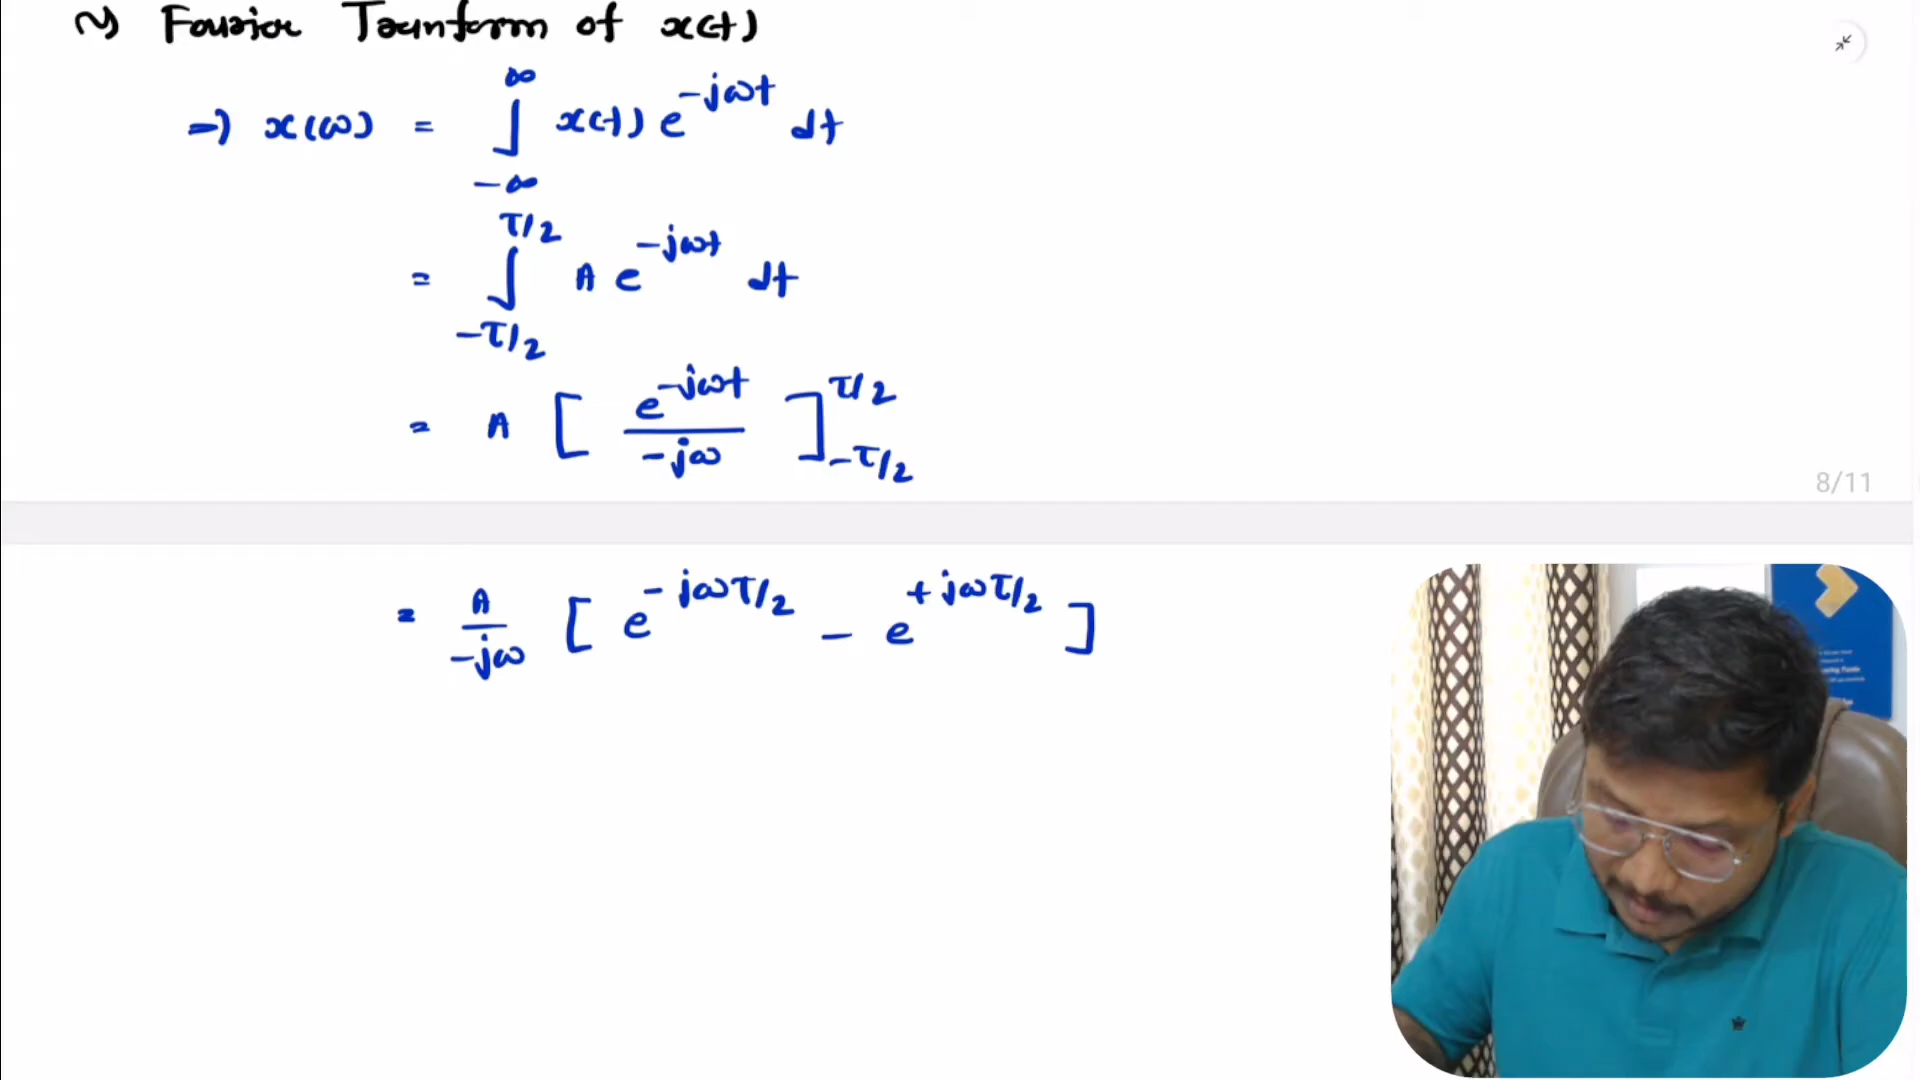 ~) Fourier Transform of x(t)
=> x(ω) = ∫_{-∞}^{∞} x(t) e^{-jωt} dt
= ∫_{-τ/2}^{τ/2} A e^{-jωt} dt
= A [ e^{-jωt} / -jω ]_{-τ/2}^{τ/2}
8/11
= A / -jω [ e^{-jωτ/2} - e^{+jωτ/2} ]